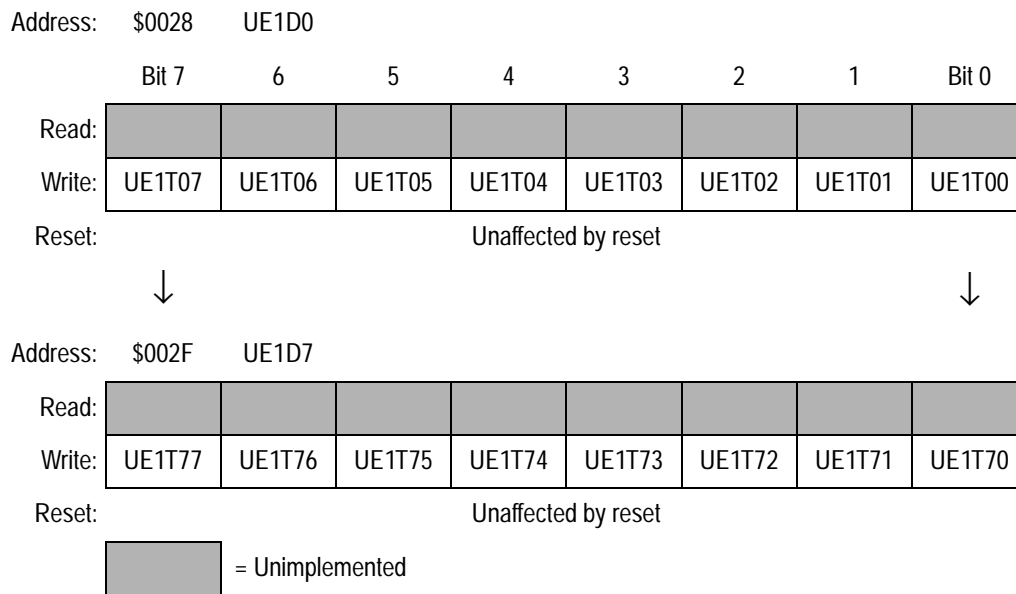 Address: $0028 UE1D0
Bit 7 6 5 4 3 2 1 Bit 0
Read:
Write: UE1T07 UE1T06 UE1T05 UE1T04 UE1T03 UE1T02 UE1T01 UE1T00
Reset: Unaffected by reset
↓ ↓
Address: $002F UE1D7
Read:
Write: UE1T77 UE1T76 UE1T75 UE1T74 UE1T73 UE1T72 UE1T71 UE1T70
Reset: Unaffected by reset
= Unimplemented